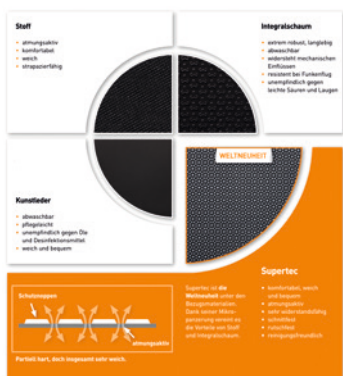 Stoff
• atmungsaktiv
• komfortabel
• weich
• strapazierfähig
Integralschaum
• extrem robust, langlebig
• abwaschbar
• widersteht mechanischen
Einflüssen
• resistent bei Funkenflug
• unempfindlich gegen
leichte Säuren und Laugen
WELTNEUHEIT
Kunstleder
• abwaschbar
• pflegeleicht
• unempfindlich gegen Öle
und Desinfektionsmittel
• weich und bequem
Schutznoppen
atmungsaktiv
Partiell hart, doch insgesamt sehr weich.
Supertec ist die
Weltneuheit unter den
Bezugsmaterialien.
Dank seiner Mikro-
panzerung vereint es
die Vorteile von Stoff
und Integralschaum.
Supertec
• komfortabel, weich
und bequem
• atmungsaktiv
• sehr widerstandsfähig
• schnittfest
• rutschfest
• reinigungsfreundlich